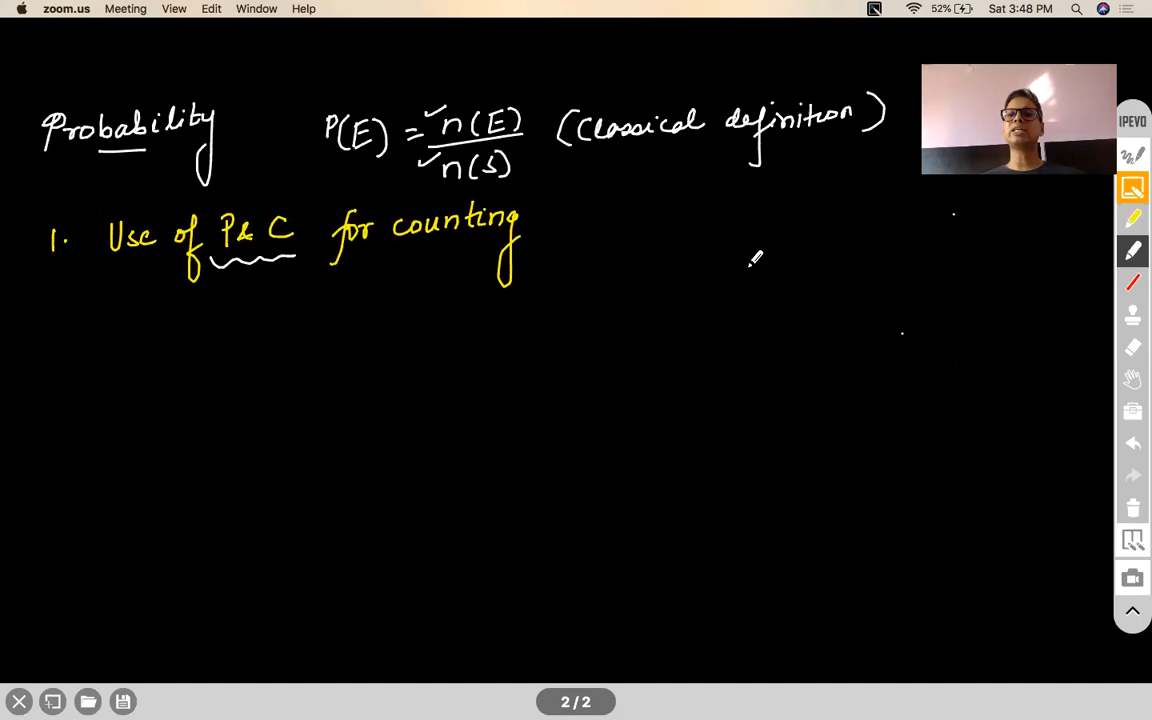 zoom.us Meeting View Edit Window Help 52% Sat 3:48 PM
Probability P(E) = n(E) / n(S) (Classical definition)
1. Use of P & C for counting
IPEVO
2 / 2